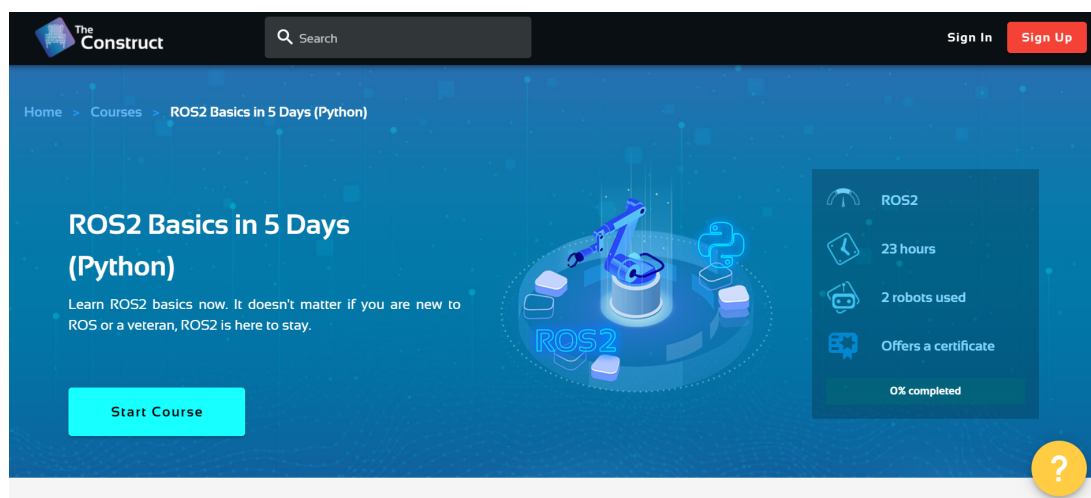 The
Construct
Search
Sign In
Sign Up
Home > Courses > ROS2 Basics in 5 Days (Python)
ROS2 Basics in 5 Days
(Python)
Learn ROS2 basics now. It doesn't matter if you are new to
ROS or a veteran, ROS2 is here to stay.
Start Course
ROS2
ROS2
23 hours
2 robots used
Offers a certificate
0% completed
?